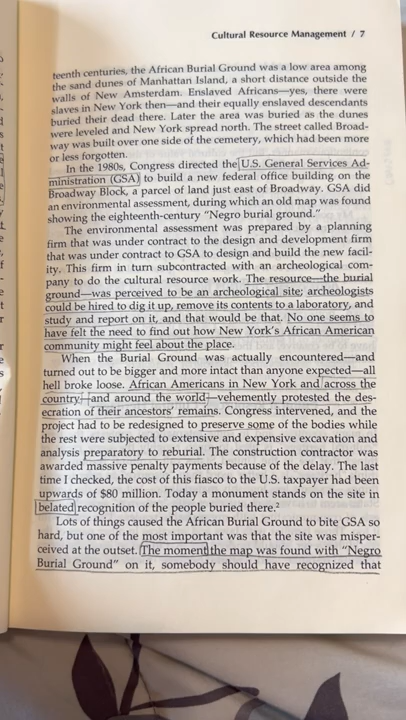 Cultural Resource Management / 7
teenth centuries, the African Burial Ground was a low area among
the sand dunes of Manhattan Island, a short distance outside the
walls of New Amsterdam. Enslaved Africans—yes, there were
slaves in New York then—and their equally enslaved descendants
buried their dead there. Later the area was buried as the dunes
were leveled and New York spread north. The street called Broad-
way was built over one side of the cemetery, which had been more
or less forgotten.
In the 1980s, Congress directed the U.S. General Services Ad-
ministration (GSA) to build a new federal office building on the
Broadway Block, a parcel of land just east of Broadway. GSA did
an environmental assessment, during which an old map was found
showing the eighteenth-century "Negro burial ground."
The environmental assessment was prepared by a planning
firm that was under contract to the design and development firm
that was under contract to GSA to design and build the new facil-
ity. This firm in turn subcontracted with an archeological com-
pany to do the cultural resource work. The resource—the burial
ground—was perceived to be an archeological site; archeologists
could be hired to dig it up, remove its contents to a laboratory, and
study and report on it, and that would be that. No one seems to
have felt the need to find out how New York's African American
community might feel about the place.
When the Burial Ground was actually encountered—and
turned out to be bigger and more intact than anyone expected—all
hell broke loose. African Americans in New York and across the
country—and around the world—vehemently protested the des-
ecration of their ancestors' remains. Congress intervened, and the
project had to be redesigned to preserve some of the bodies while
the rest were subjected to extensive and expensive excavation and
analysis preparatory to reburial. The construction contractor was
awarded massive penalty payments because of the delay. The last
time I checked, the cost of this fiasco to the U.S. taxpayer had been
upwards of $80 million. Today a monument stands on the site in
belated recognition of the people buried there.²
Lots of things caused the African Burial Ground to bite GSA so
hard, but one of the most important was that the site was misper-
ceived at the outset. The moment the map was found with "Negro
Burial Ground" on it, somebody should have recognized that